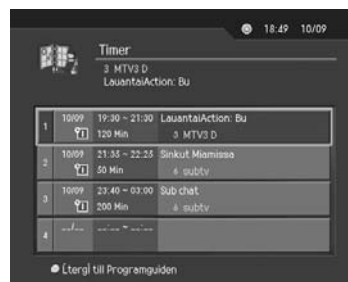 18:49 10/09
Timer
3 MTV3 D
LauantaiAction: Bu
1 10/09 19:30 ~ 21:30 LauantaiAction: Bu
120 Min 3 MTV3 D
2 10/09 21:35 ~ 22:25 Sinkut Miamissa
50 Min 6 subtv
3 10/09 23:40 ~ 03:00 Sub chat
200 Min 6 subtv
4 --/-- --:-- ~ --:--
Etergå till Programguiden